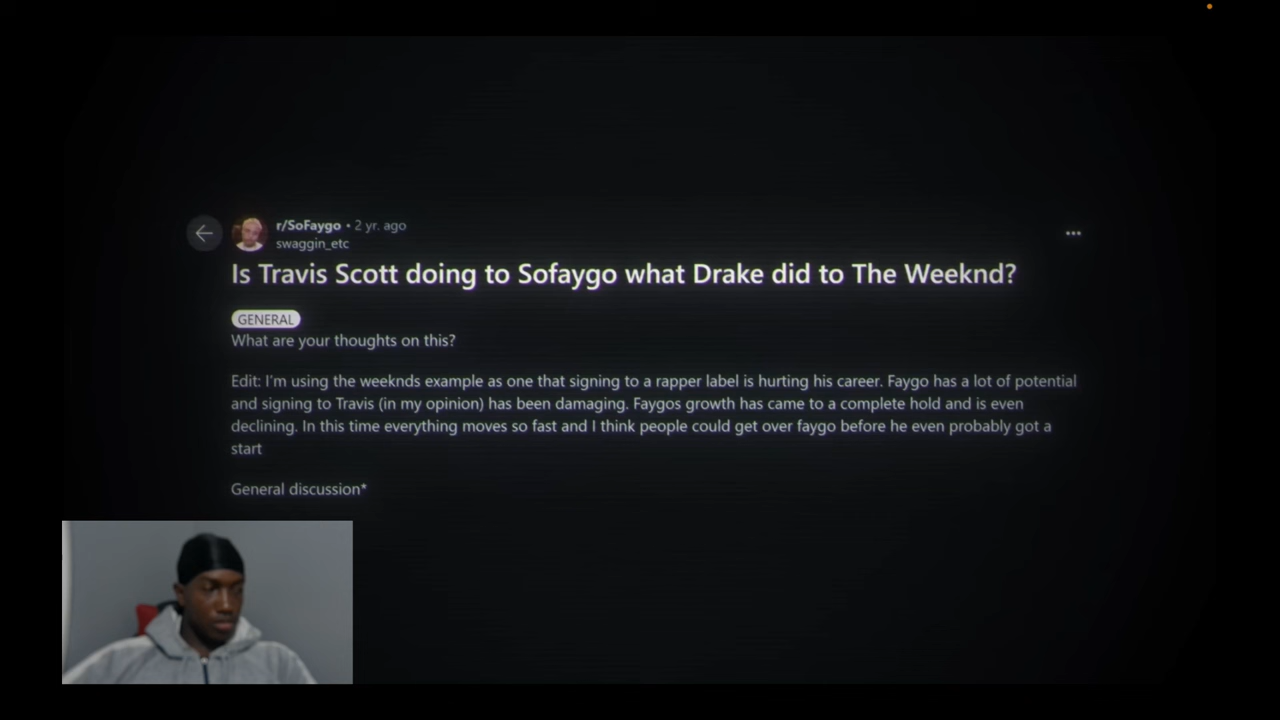 r/SoFaygo • 2 yr. ago
swaggin_etc
Is Travis Scott doing to Sofaygo what Drake did to The Weeknd?
GENERAL
What are your thoughts on this?
Edit: I'm using the weeknds example as one that signing to a rapper label is hurting his career. Faygo has a lot of potential
and signing to Travis (in my opinion) has been damaging. Faygos growth has came to a complete hold and is even
declining. In this time everything moves so fast and I think people could get over faygo before he even probably got a
start
General discussion*